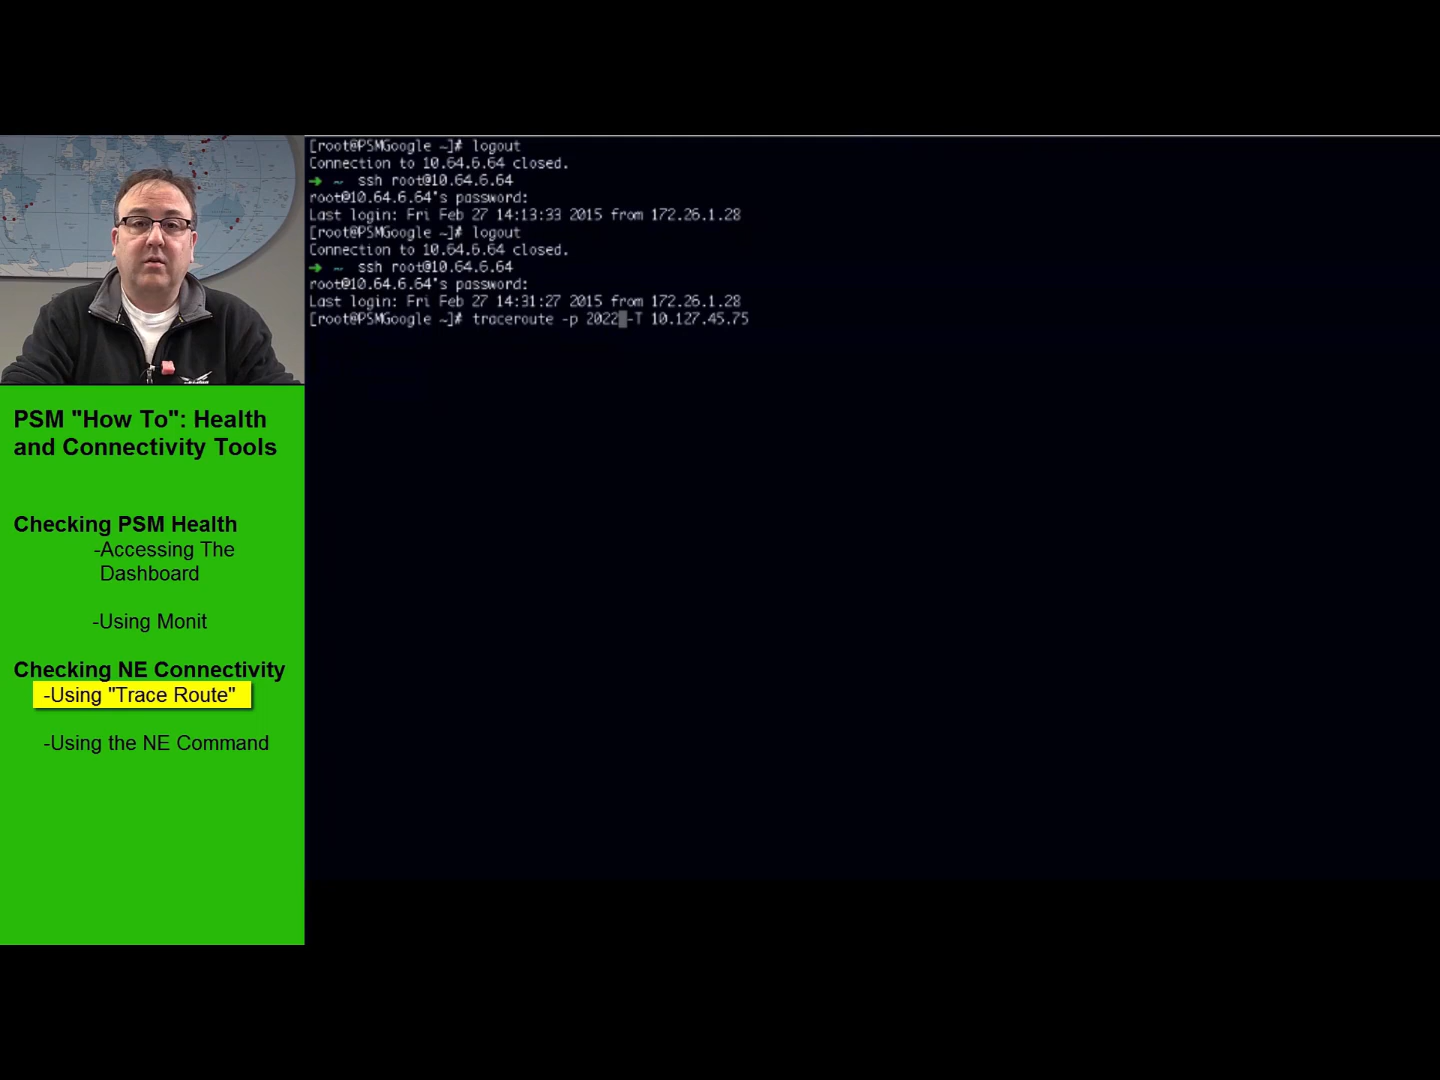 [root@PSMGoogle ~]# logout
Connection to 10.64.6.64 closed.
➜ ~ ssh root@10.64.6.64
root@10.64.6.64's password:
Last login: Fri Feb 27 14:13:33 2015 from 172.26.1.28
[root@PSMGoogle ~]# logout
Connection to 10.64.6.64 closed.
➜ ~ ssh root@10.64.6.64
root@10.64.6.64's password:
Last login: Fri Feb 27 14:31:27 2015 from 172.26.1.28
[root@PSMGoogle ~]# traceroute -p 2022 -T 10.127.45.75
PSM "How To": Health
and Connectivity Tools
Checking PSM Health
-Accessing The
Dashboard
-Using Monit
Checking NE Connectivity
-Using "Trace Route"
-Using the NE Command